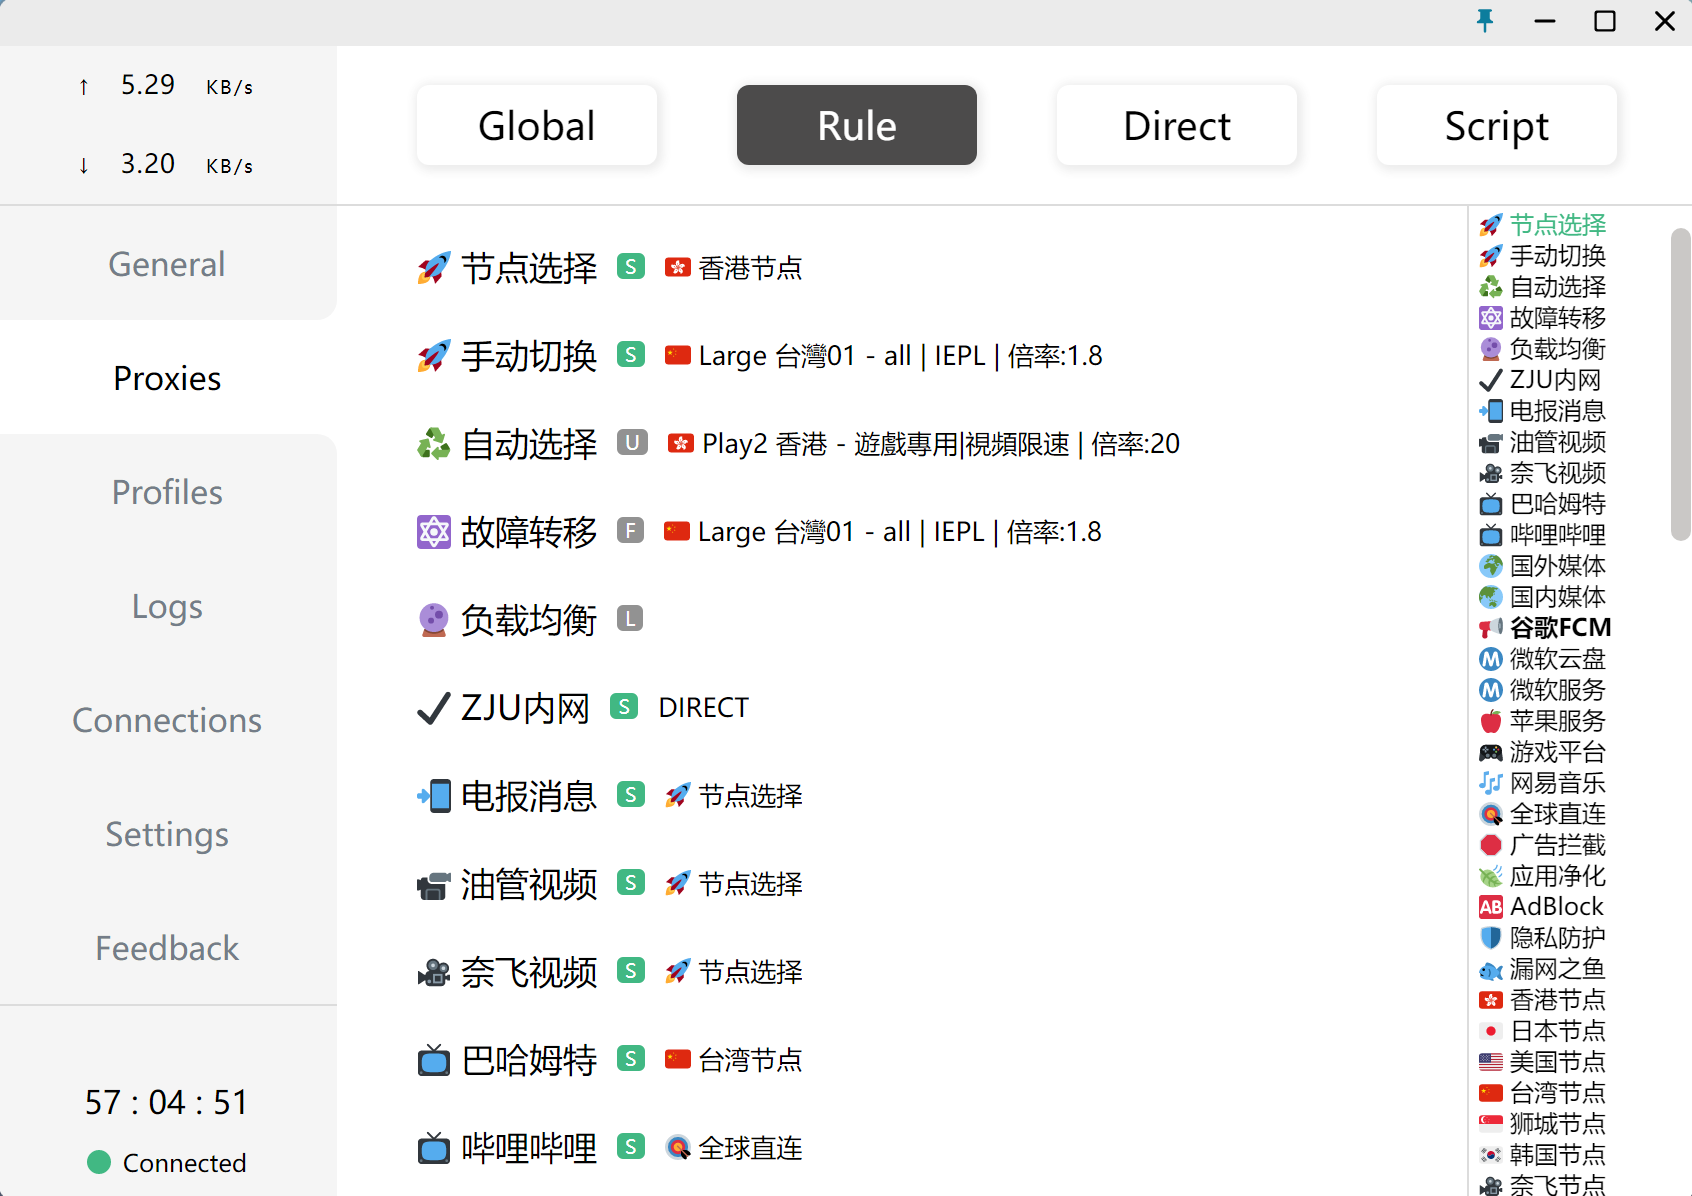 ↑ 5.29 KB/s
↓ 3.20 KB/s
General
Proxies
Profiles
Logs
Connections
Settings
Feedback
57 : 04 : 51
Connected
Global
Rule
Direct
Script
节点选择 S 香港节点
手动切换 S Large 台灣01 - all | IEPL | 倍率:1.8
自动选择 U Play2 香港 - 遊戲專用|視頻限速 | 倍率:20
故障转移 F Large 台灣01 - all | IEPL | 倍率:1.8
负载均衡 L
ZJU内网 S DIRECT
电报消息 S 节点选择
油管视频 S 节点选择
奈飞视频 S 节点选择
巴哈姆特 S 台湾节点
哔哩哔哩 S 全球直连
节点选择
手动切换
自动选择
故障转移
负载均衡
ZJU内网
电报消息
油管视频
奈飞视频
巴哈姆特
哔哩哔哩
国外媒体
国内媒体
谷歌FCM
微软云盘
微软服务
苹果服务
游戏平台
网易音乐
全球直连
广告拦截
应用净化
AB AdBlock
隐私防护
漏网之鱼
香港节点
日本节点
美国节点
台湾节点
狮城节点
韩国节点
奈飞节点